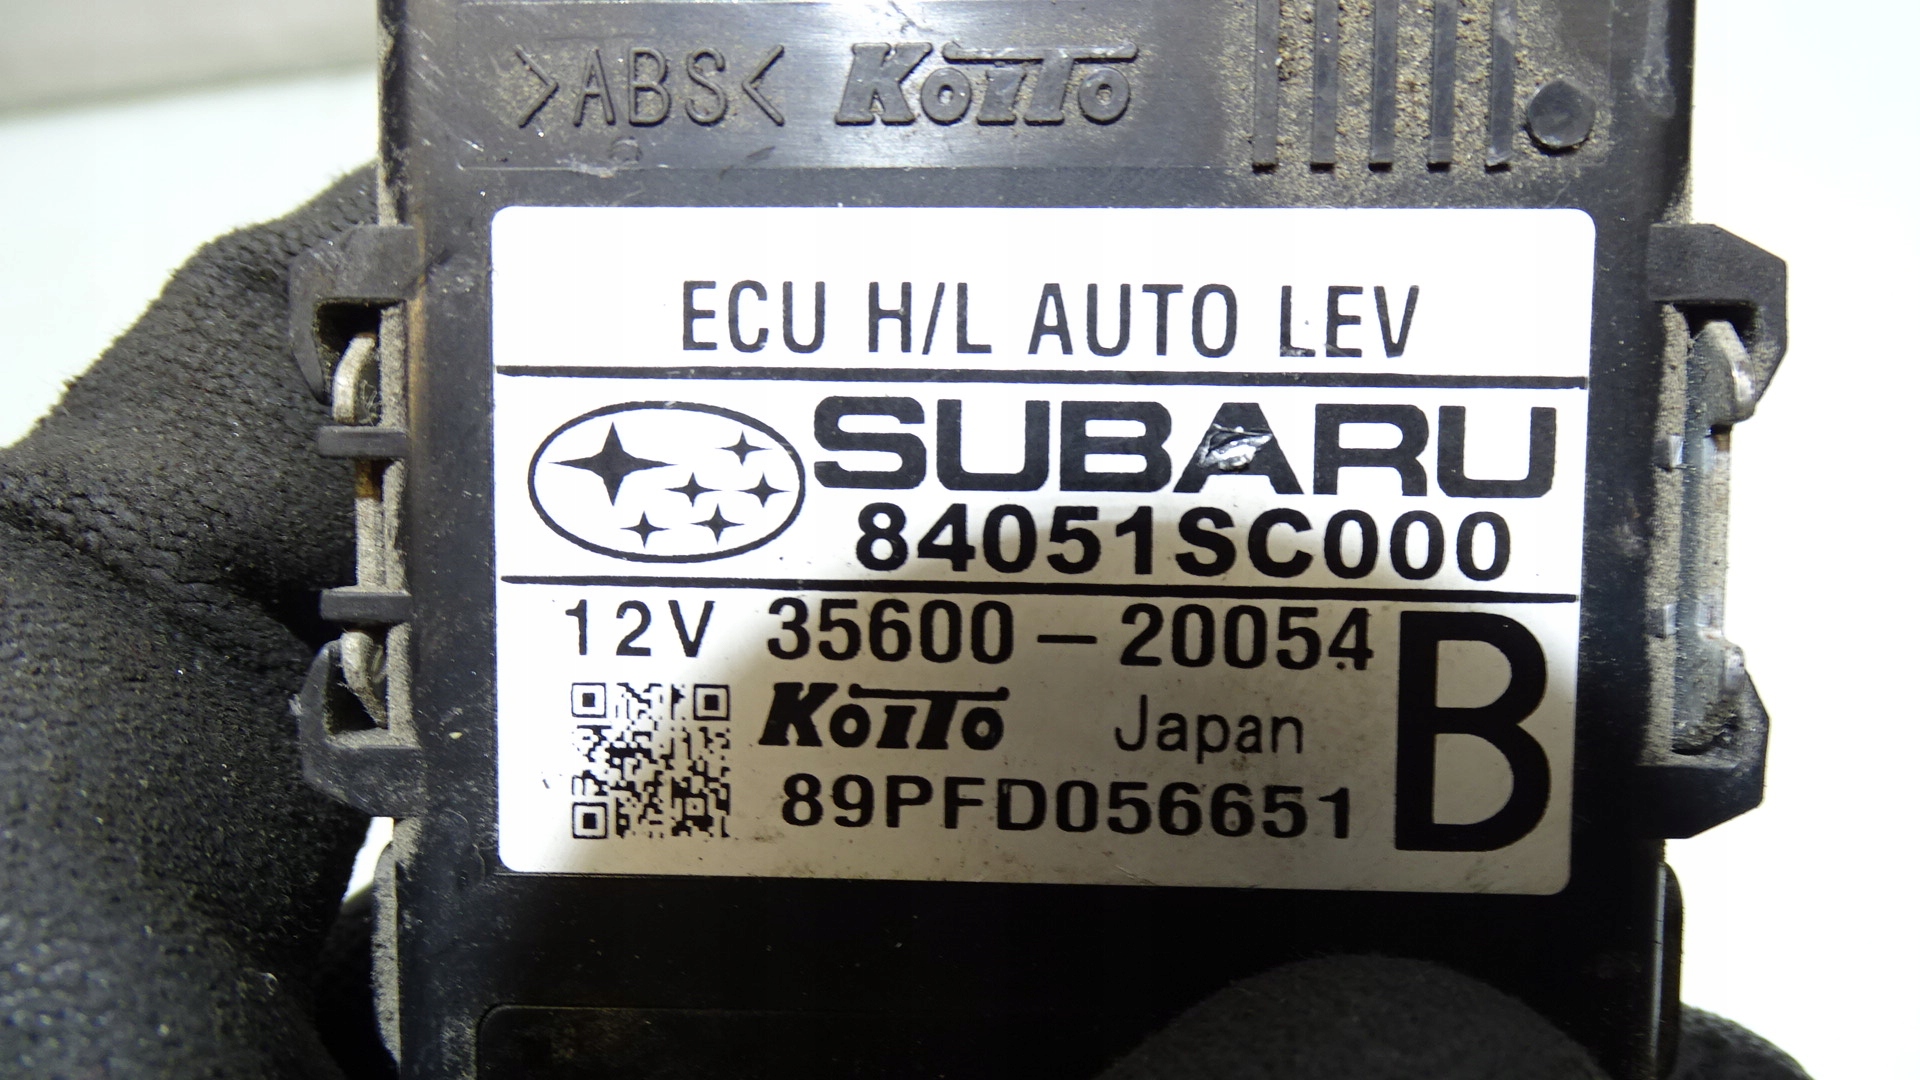 >ABS< KOITO
ECU H/L AUTO LEV
SUBARU
84051SC000
12V 35600-20054 B
KOITO Japan
89PFD056651